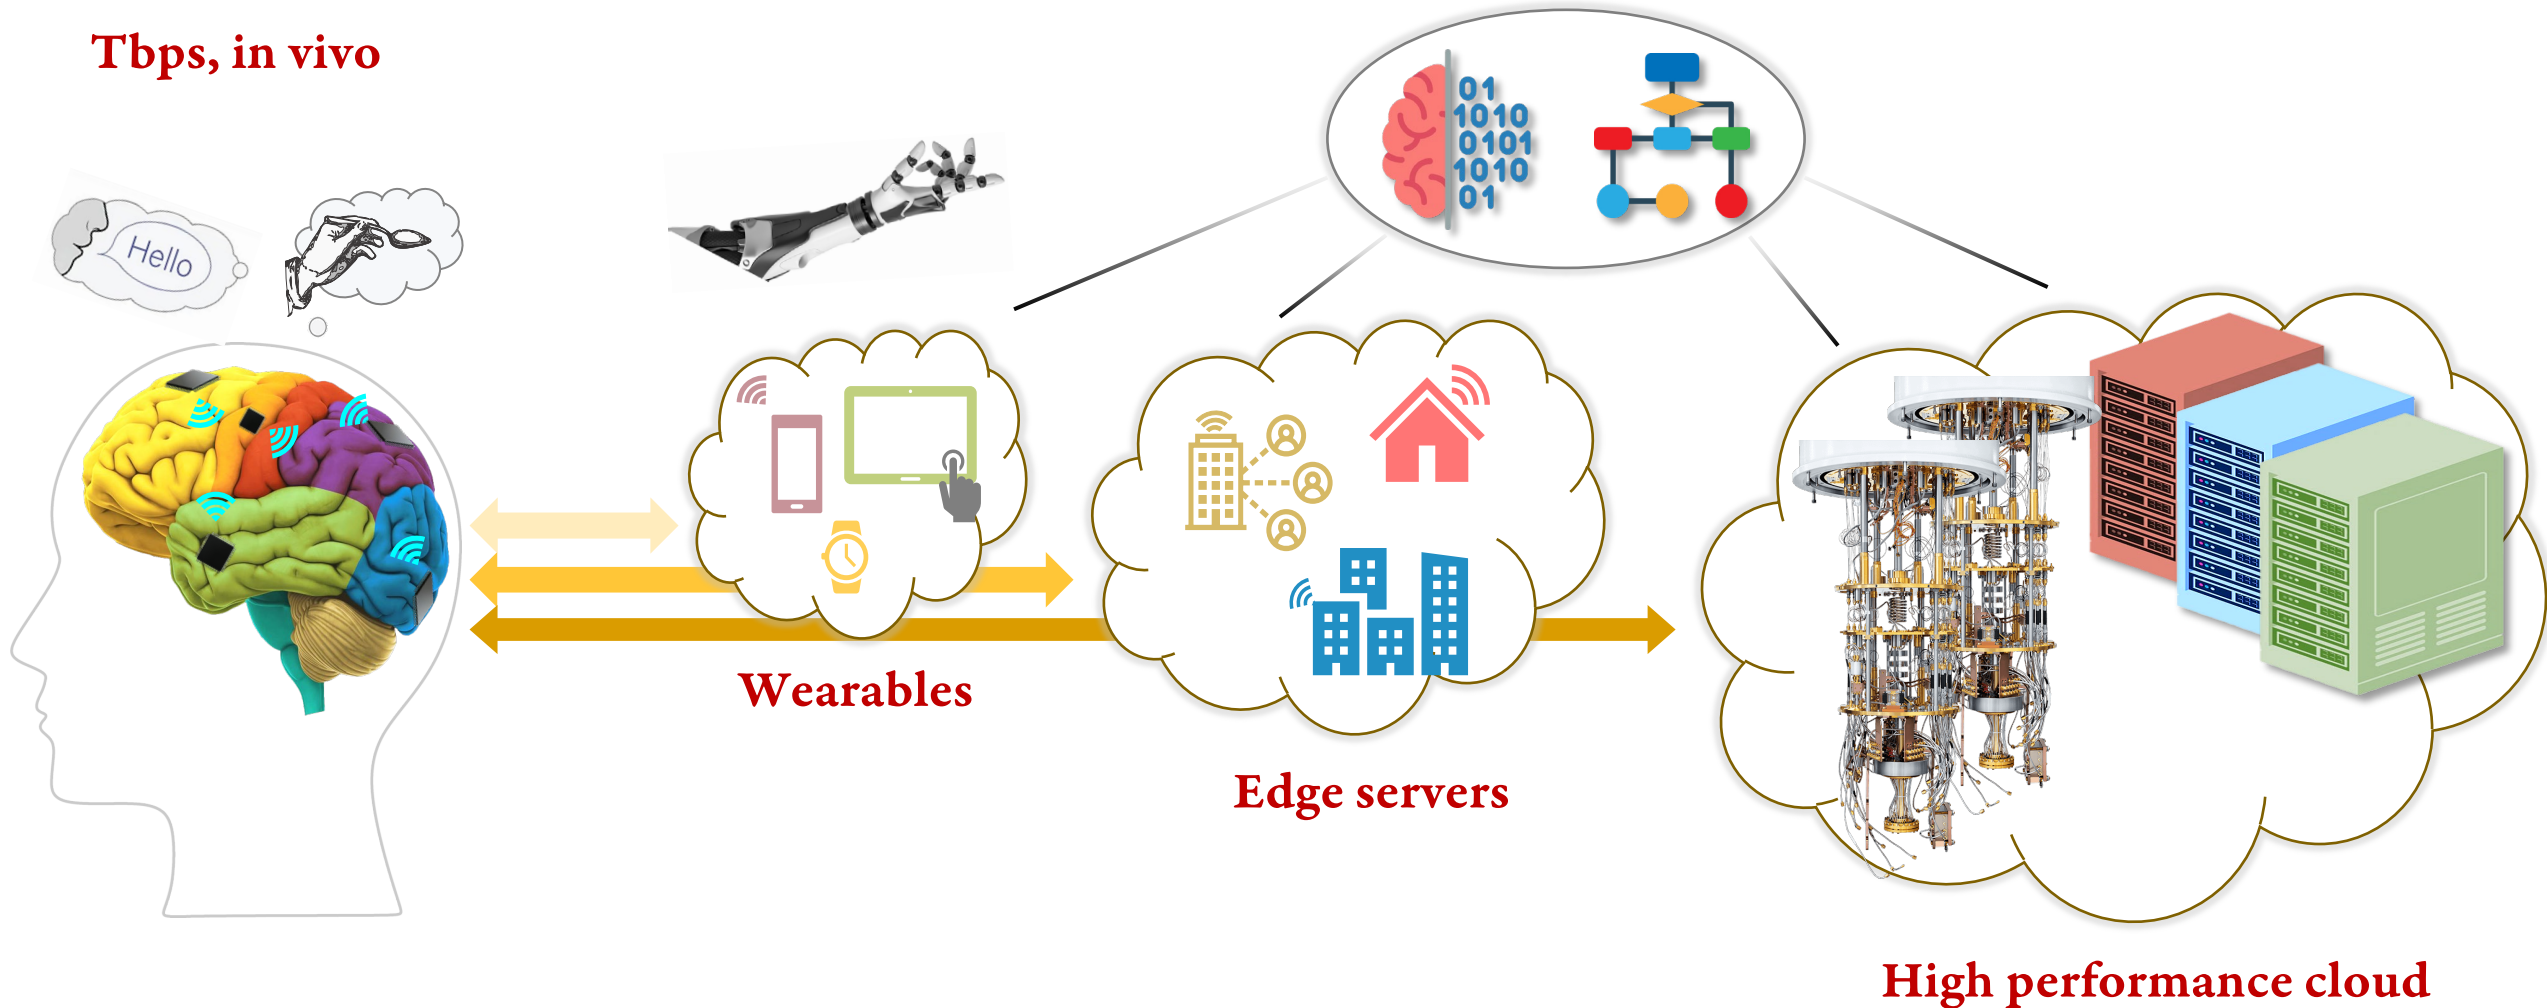 Tbps, in vivo
Hello
01
1010
0101
1010
01
Wearables
Edge servers
High performance cloud